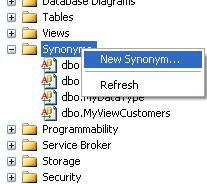 Database Diagrams
Tables
Views
Synonyms
New Synonym...
dbo.
Refresh
dbo.
dbo.MyDataType
dbo.MyViewCustomers
Programmability
Service Broker
Storage
Security